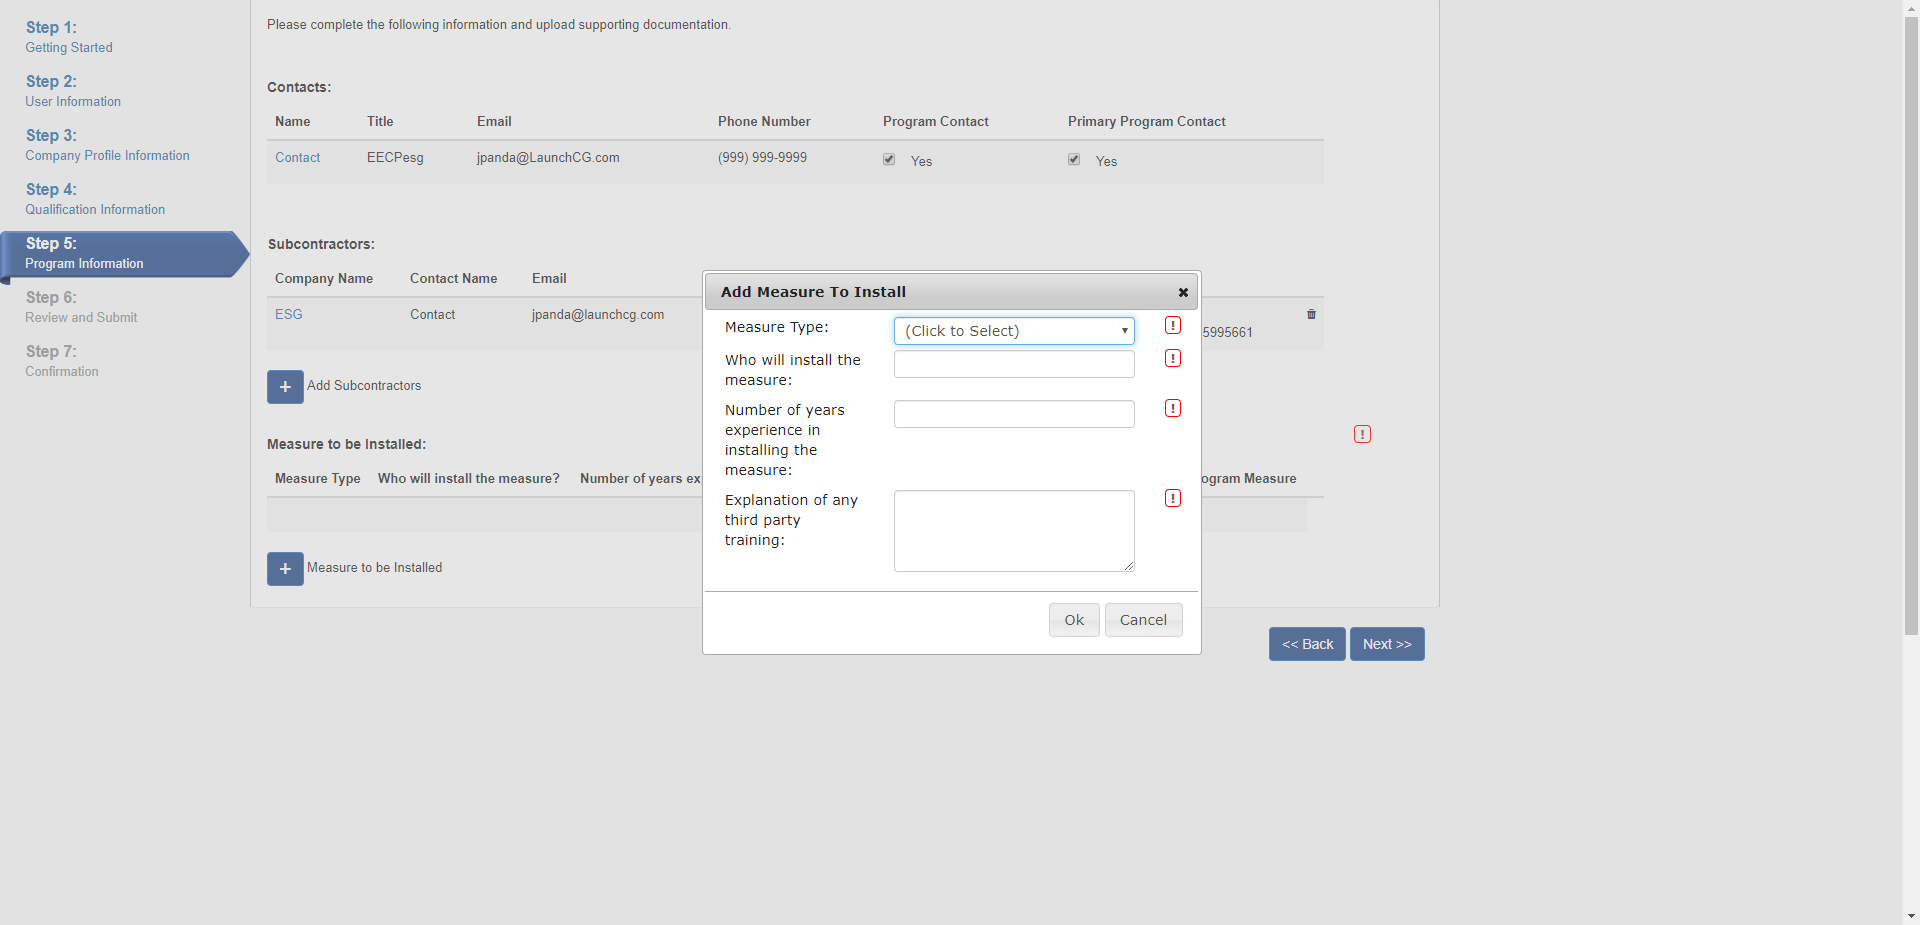 Step 1:
Getting Started
Step 2:
User Information
Step 3:
Company Profile Information
Step 4:
Qualification Information
Step 5:
Program Information
Step 6:
Review and Submit
Step 7:
Confirmation
Please complete the following information and upload supporting documentation.
Contacts:
Name Title Email Phone Number Program Contact Primary Program Contact
Contact EECPesg jpanda@LaunchCG.com (999) 999-9999 Yes Yes
Subcontractors:
Company Name Contact Name Email
ESG Contact jpanda@launchcg.com
5995661
+ Add Subcontractors
Measure to be Installed:
!
Measure Type Who will install the measure? Number of years ex
ogram Measure
+ Measure to be Installed
Add Measure To Install
Measure Type: (Click to Select) !
Who will install the
measure:
!
Number of years
experience in
installing the
measure:
!
Explanation of any
third party
training:
!
Ok Cancel
<< Back Next >>